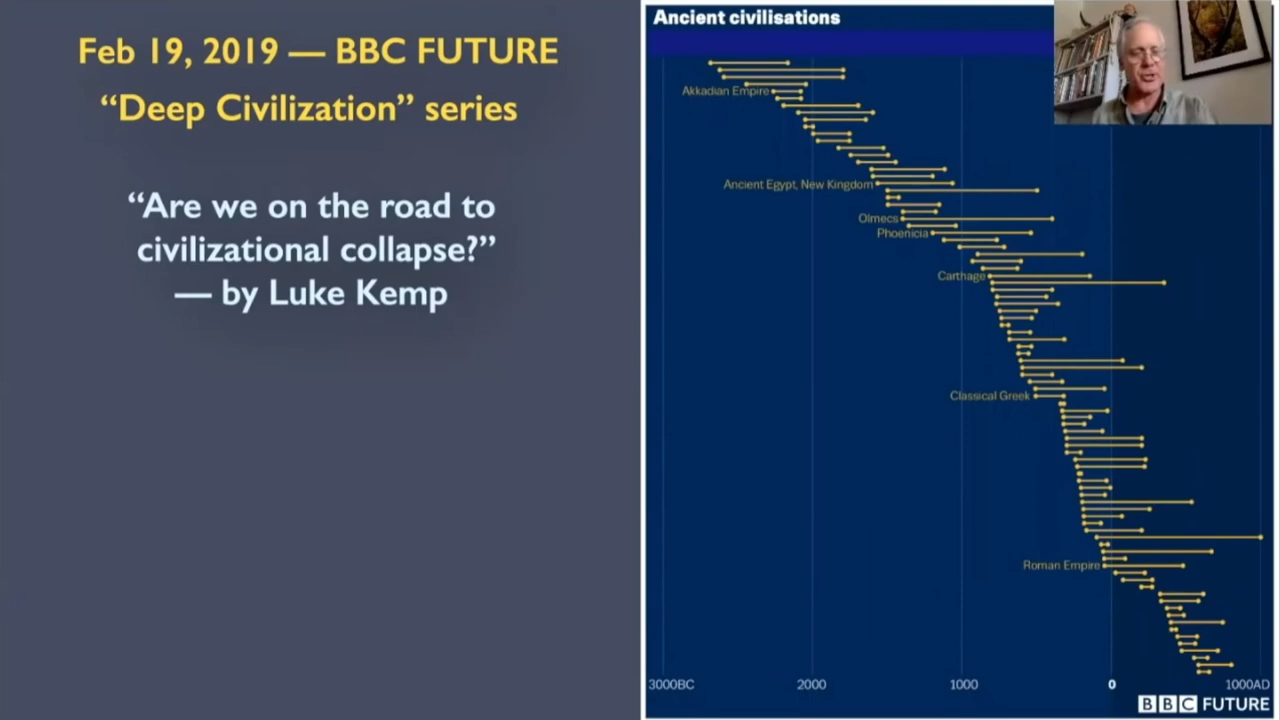 Feb 19, 2019 — BBC FUTURE
“Deep Civilization” series
“Are we on the road to
civilizational collapse?”
— by Luke Kemp
Ancient civilisations
Akkadian Empire
Ancient Egypt, New Kingdom
Olmecs
Phoenicia
Carthage
Classical Greek
Roman Empire
3000BC 2000 1000 0 1000AD
BBC FUTURE